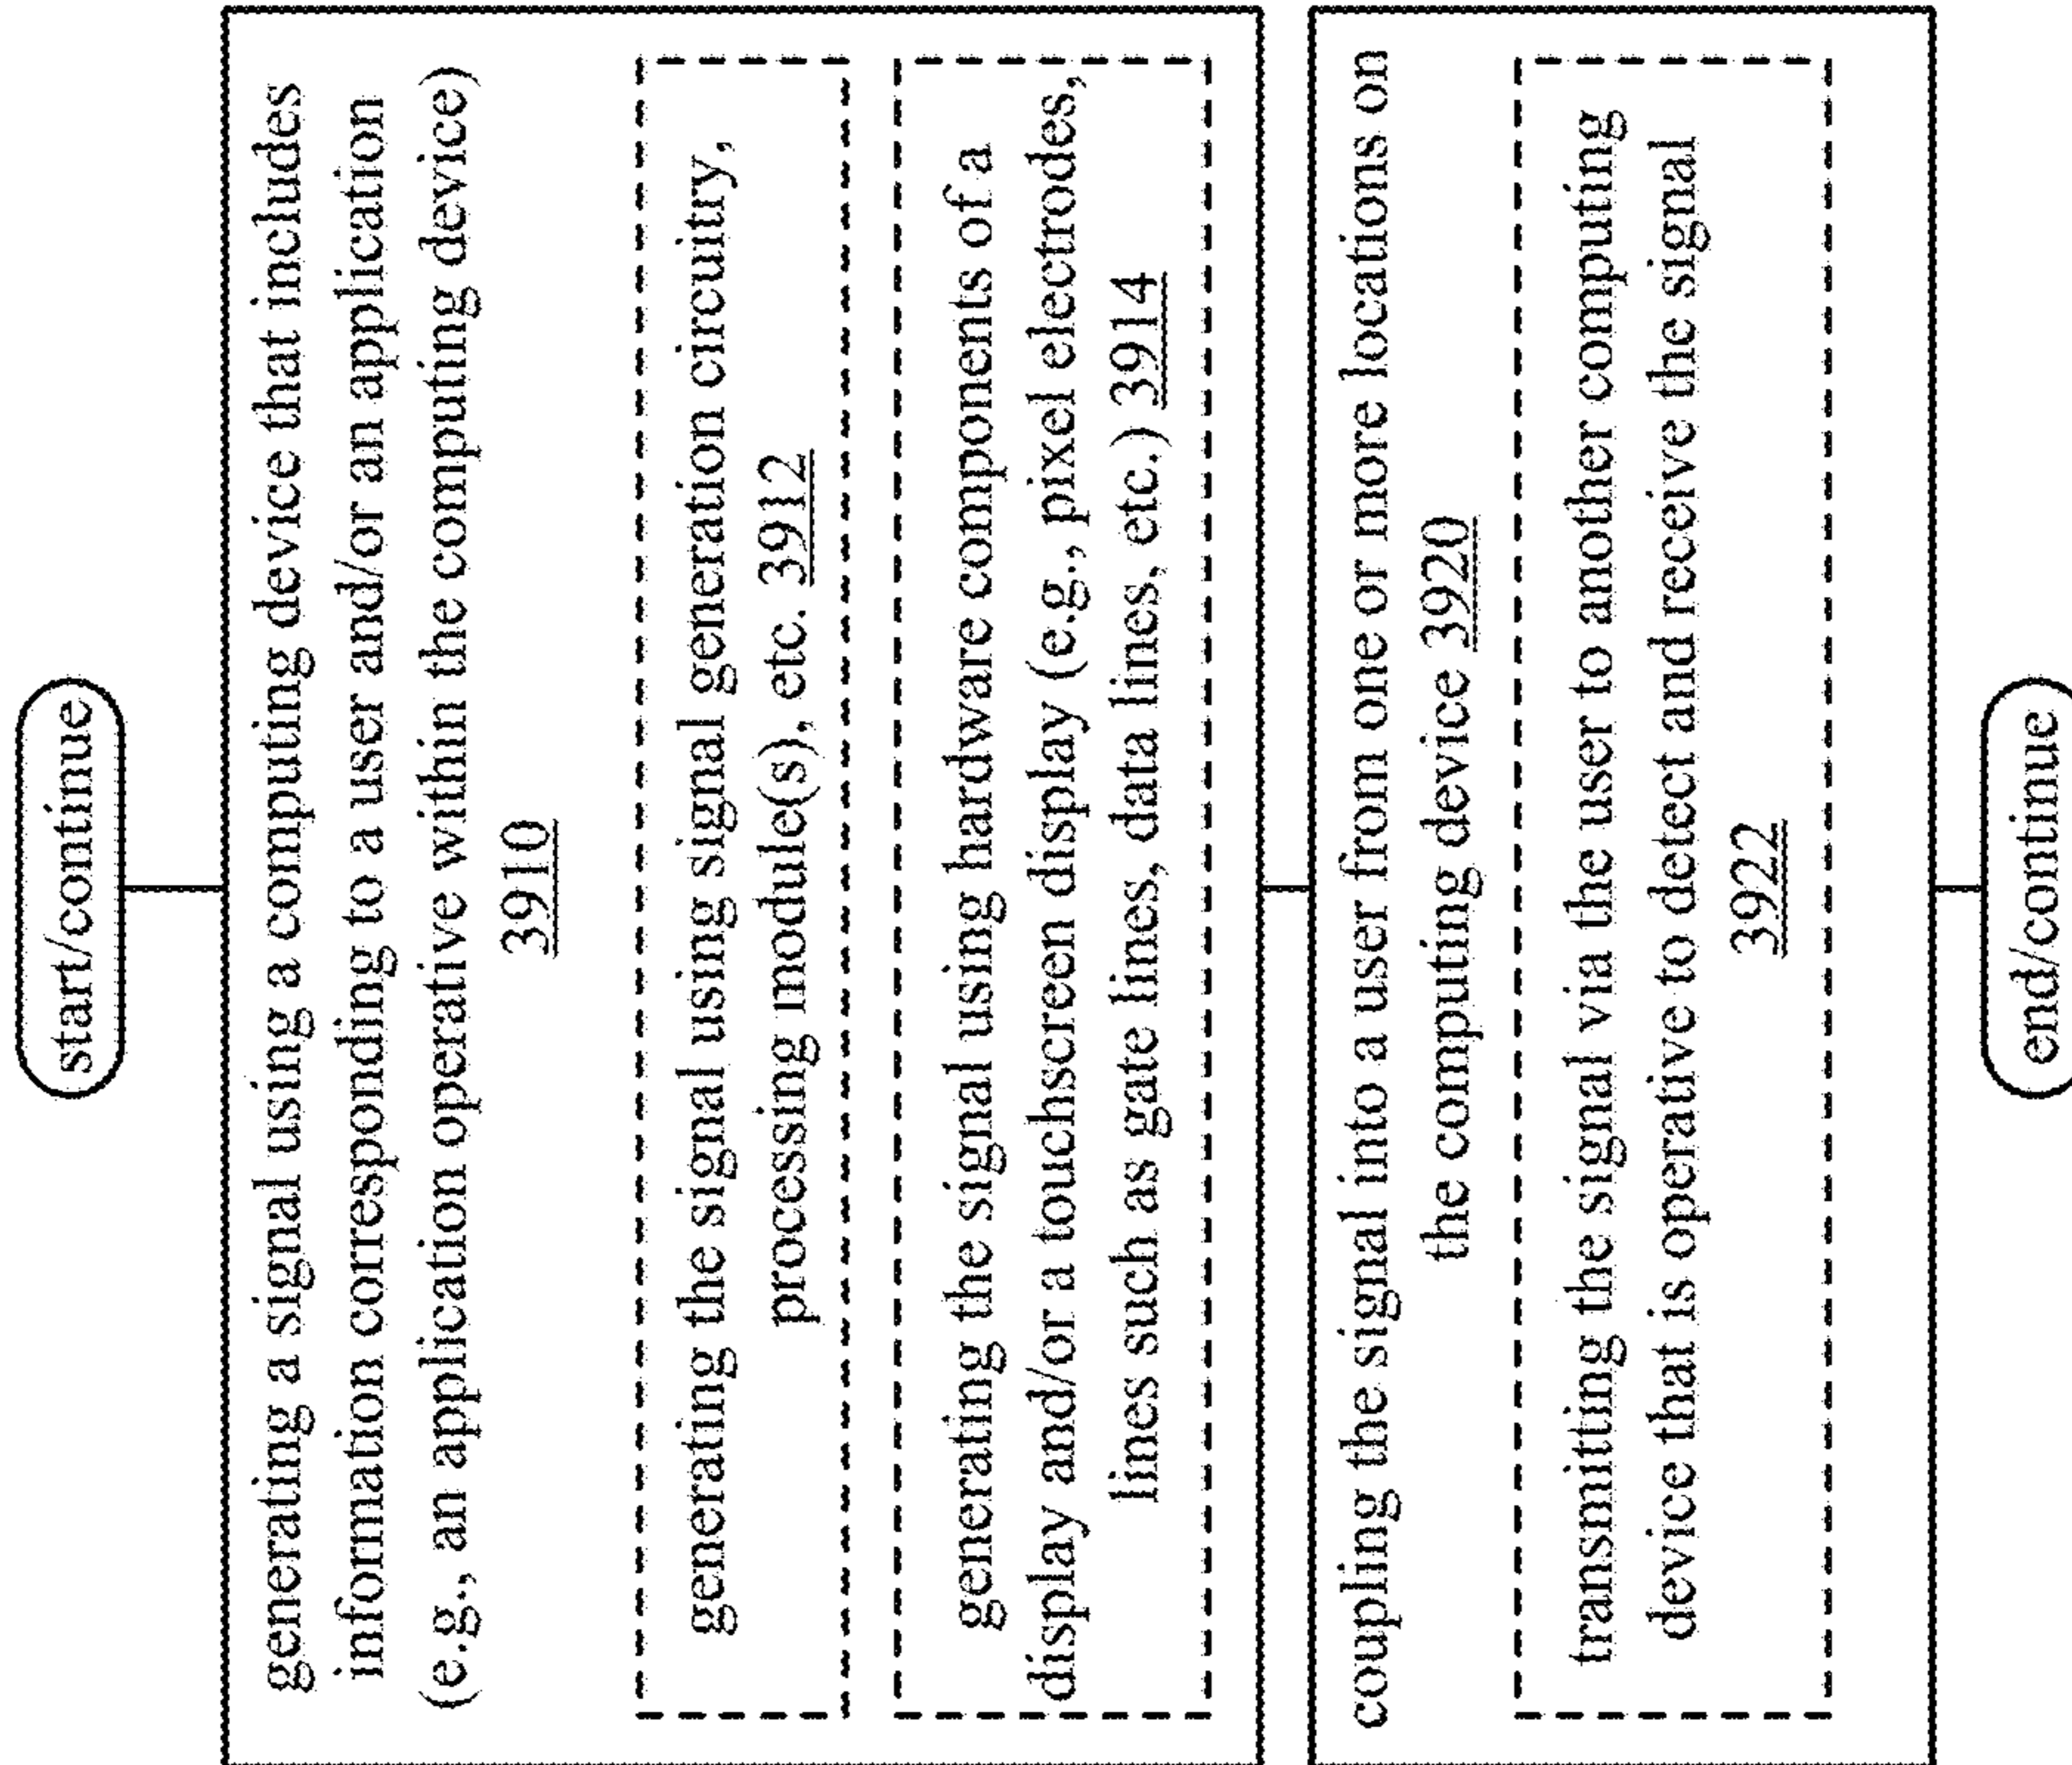 start/continue
generating a signal using a computing device that includes
information corresponding to a user and/or an application
(e.g., an application operative within the computing device)
3910
generating the signal using signal generation circuitry,
processing module(s), etc. 3912
generating the signal using hardware components of a
display and/or a touchscreen display (e.g., pixel electrodes,
lines such as gate lines, data lines, etc.) 3914
coupling the signal into a user from one or more locations on
the computing device 3920
transmitting the signal via the user to another computing
device that is operative to detect and receive the signal
3922
end/continue